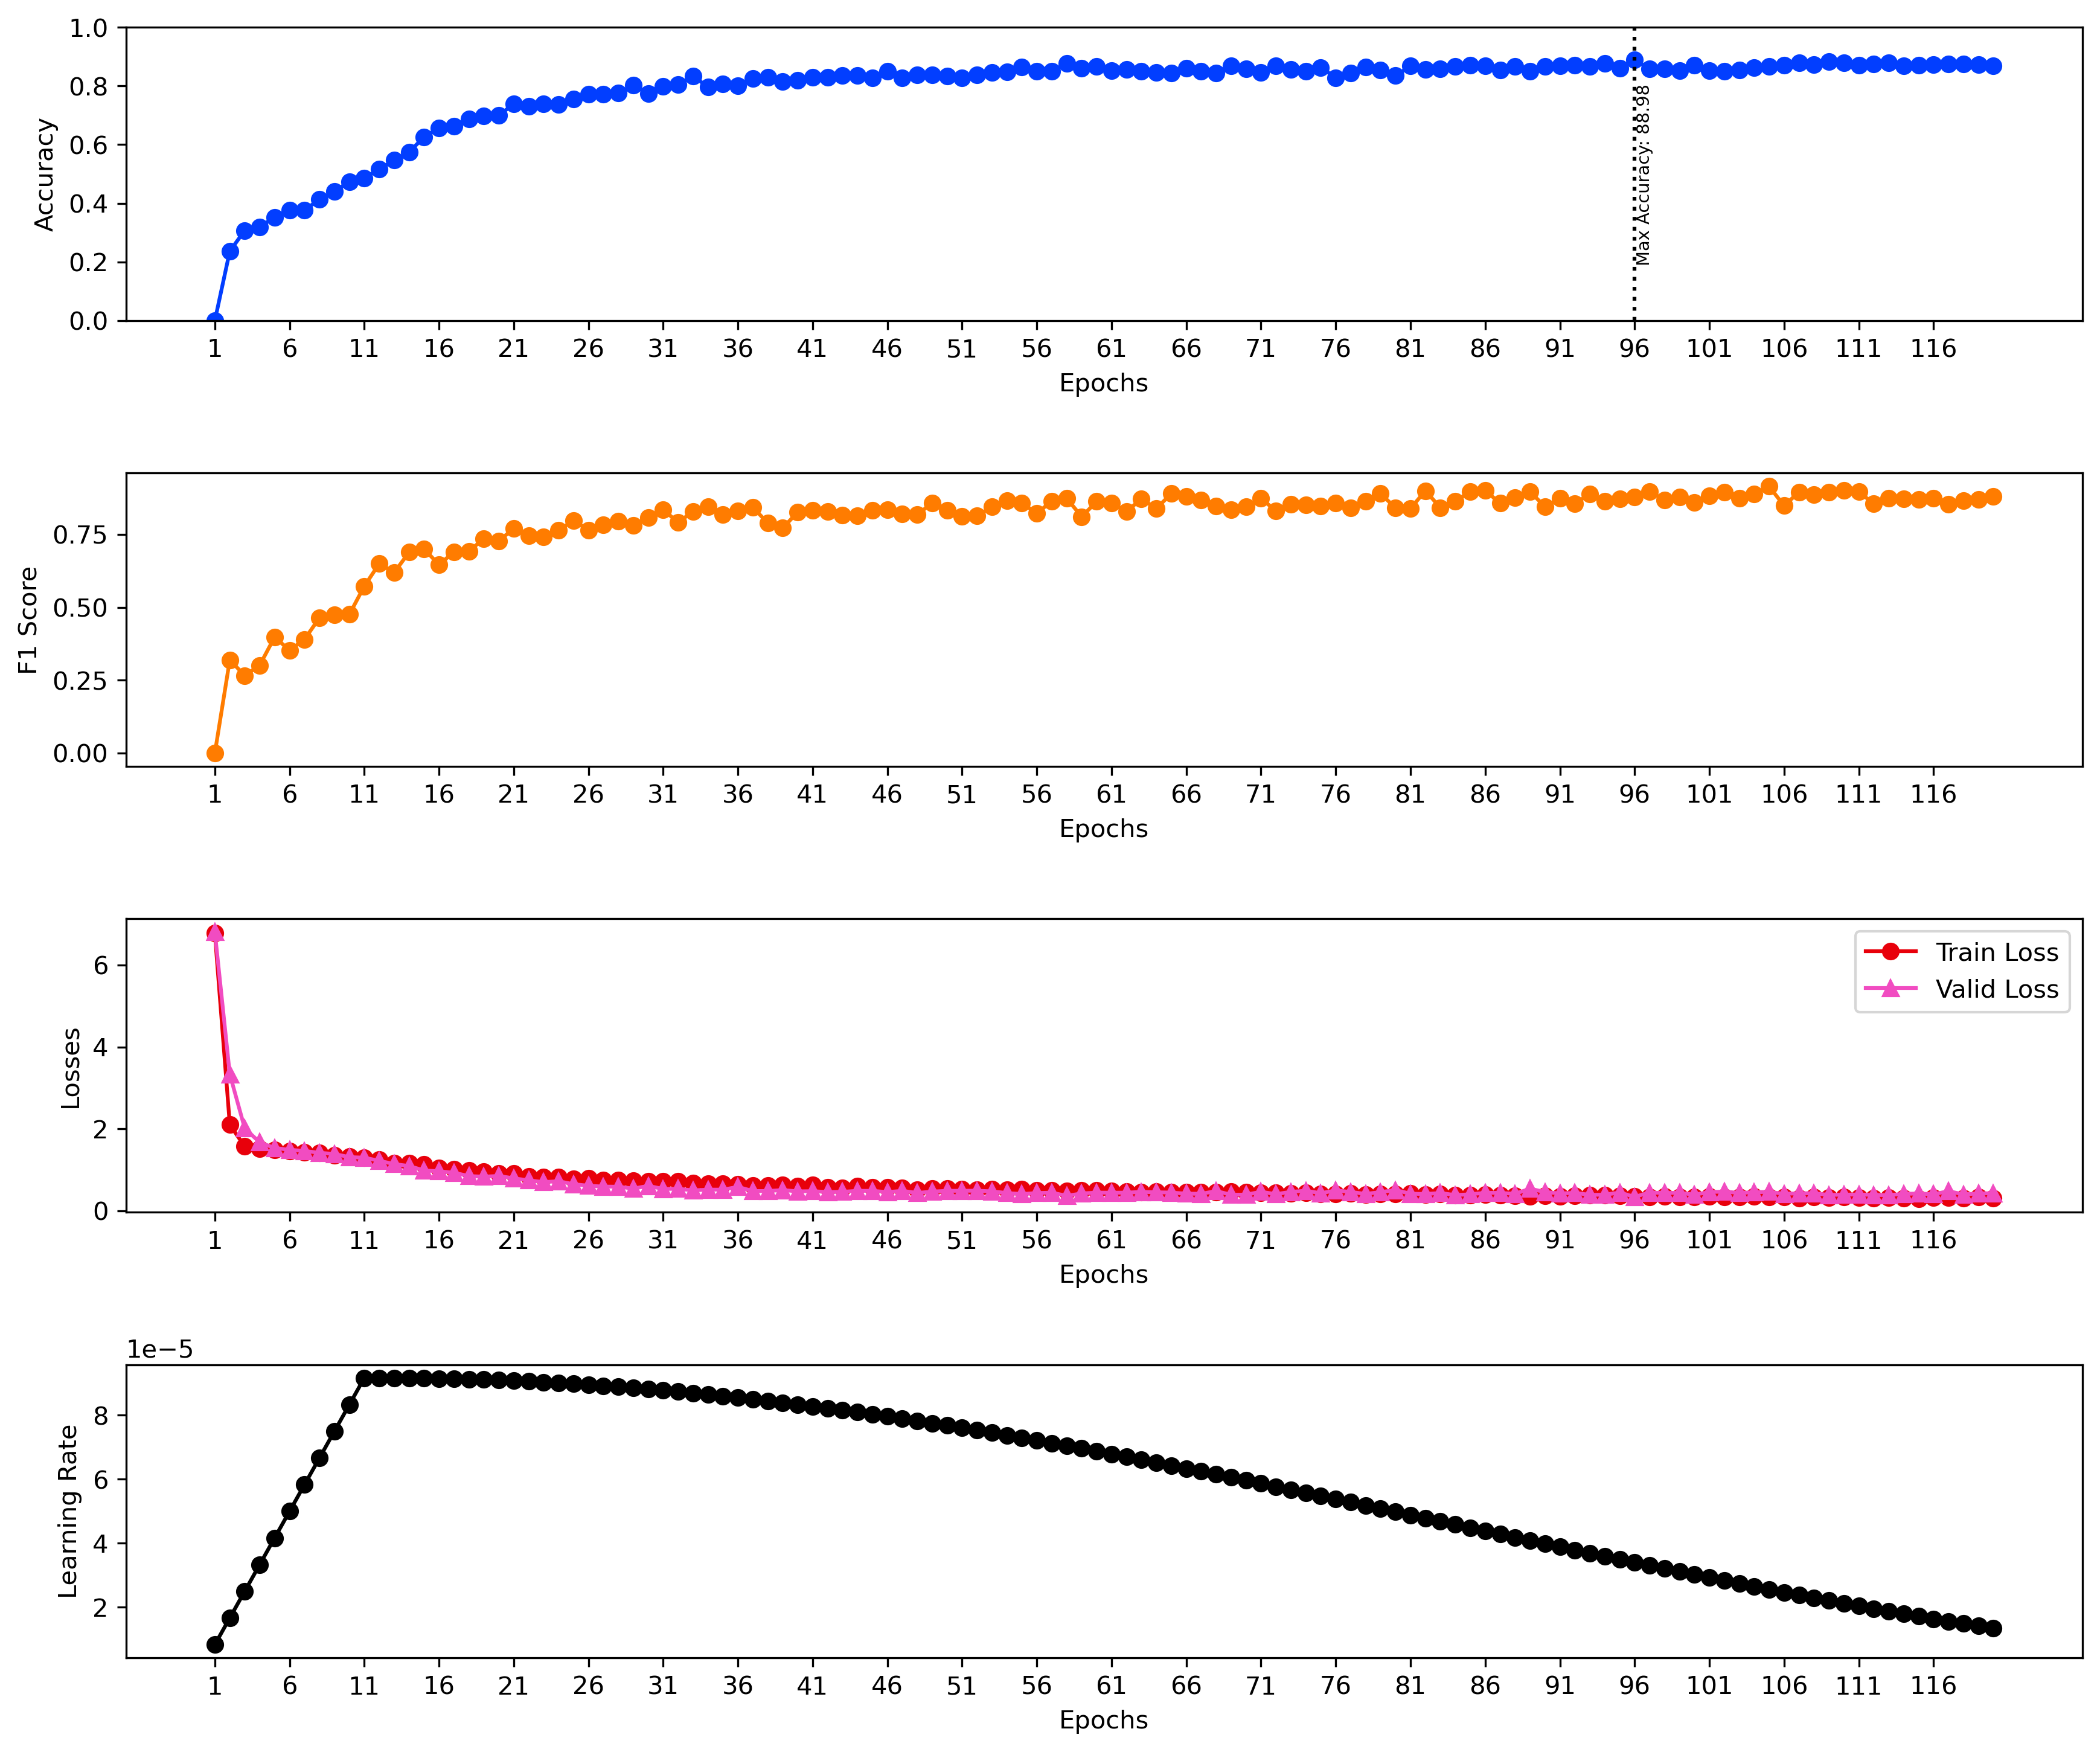 1.0
0.8
0.6
0.4
0.2
0.0
Accuracy
Max Accuracy: 88.98
1 6 11 16 21 26 31 36 41 46 51 56 61 66 71 76 81 86 91 96 101 106 111 116
Epochs
0.75
0.50
0.25
0.00
F1 Score
1 6 11 16 21 26 31 36 41 46 51 56 61 66 71 76 81 86 91 96 101 106 111 116
Epochs
6
4
2
0
Losses
Train Loss
Valid Loss
1 6 11 16 21 26 31 36 41 46 51 56 61 66 71 76 81 86 91 96 101 106 111 116
Epochs
1e−5
8
6
4
2
Learning Rate
1 6 11 16 21 26 31 36 41 46 51 56 61 66 71 76 81 86 91 96 101 106 111 116
Epochs